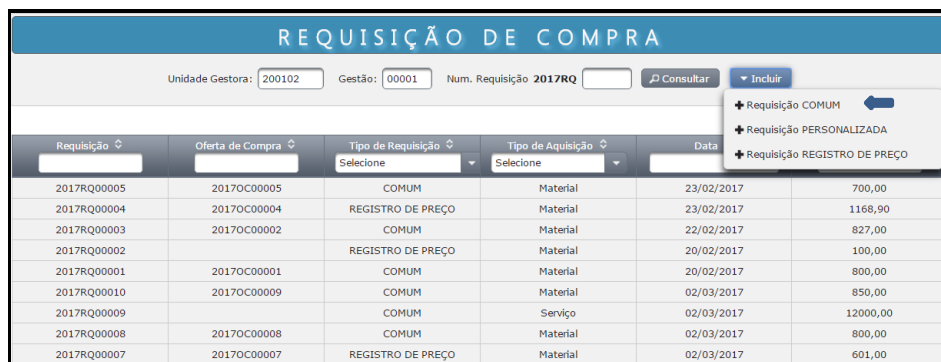 REQUISIÇÃO DE COMPRA
Unidade Gestora: 200102 Gestão: 00001 Num. Requisição 2017RQ Consultar Incluir
Requisição COMUM
Requisição PERSONALIZADA
Requisição REGISTRO DE PREÇO
Requisição Oferta de Compra Tipo de Requisição Tipo de Aquisição Data
Selecione Selecione
2017RQ00005 2017OC00005 COMUM Material 23/02/2017 700,00
2017RQ00004 2017OC00004 REGISTRO DE PREÇO Material 23/02/2017 1168,90
2017RQ00003 2017OC00002 COMUM Material 22/02/2017 827,00
2017RQ00002 REGISTRO DE PREÇO Material 20/02/2017 100,00
2017RQ00001 2017OC00001 COMUM Material 20/02/2017 800,00
2017RQ00010 2017OC00009 COMUM Material 02/03/2017 850,00
2017RQ00009 COMUM Serviço 02/03/2017 12000,00
2017RQ00008 2017OC00008 COMUM Material 02/03/2017 800,00
2017RQ00007 2017OC00007 REGISTRO DE PREÇO Material 02/03/2017 601,00